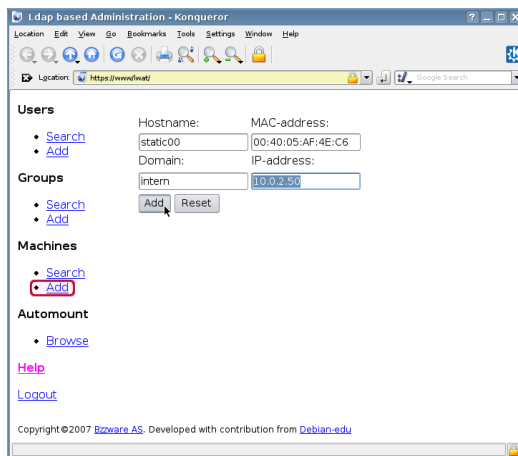 Ldap based Administration - Konqueror
Location Edit View Go Bookmarks Tools Settings Window Help
Location: https://www/lwat/
Google Search
Users
Search
Add
Groups
Search
Add
Machines
Search
Add
Automount
Browse
Help
Logout
Hostname: MAC-address:
static00 00:40:05:AF:4E:C6
Domain: IP-address:
intern 10.0.2.50
Add Reset
Copyright©2007 Bzzware AS. Developed with contribution from Debian-edu